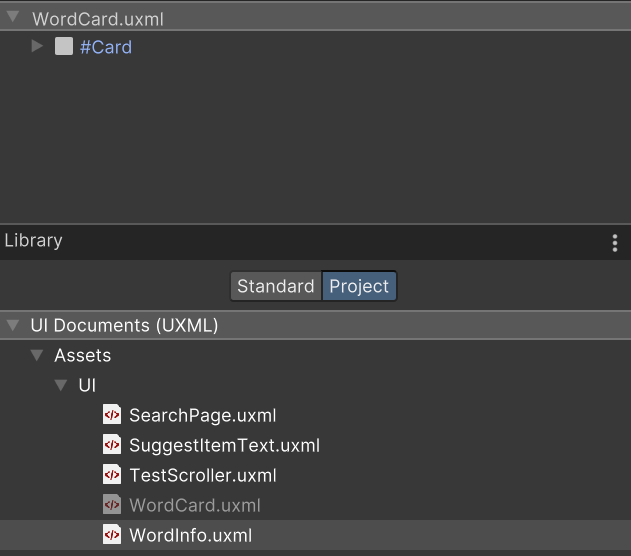 WordCard.uxml
#Card
Library
Standard Project
UI Documents (UXML)
Assets
UI
SearchPage.uxml
SuggestItemText.uxml
TestScroller.uxml
WordCard.uxml
WordInfo.uxml